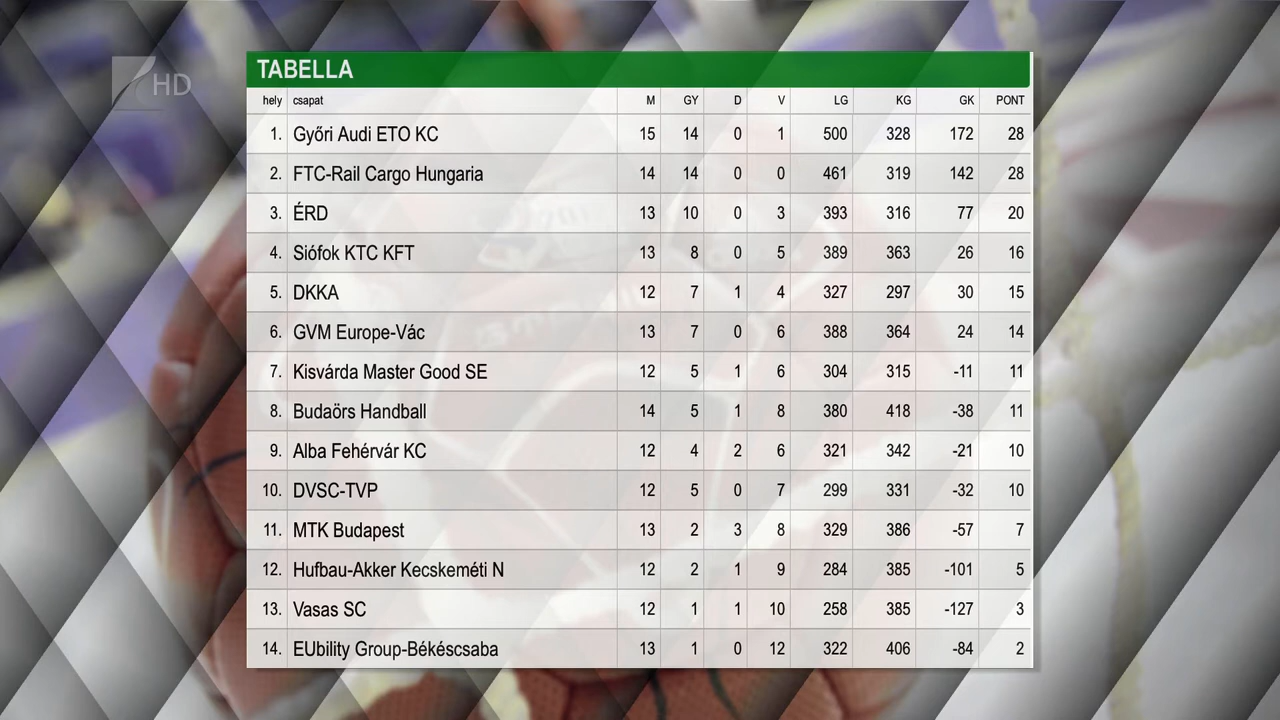 HD
TABELLA
hely csapat M GY D V LG KG GK PONT
1. Győri Audi ETO KC 15 14 0 1 500 328 172 28
2. FTC-Rail Cargo Hungaria 14 14 0 0 461 319 142 28
3. ÉRD 13 10 0 3 393 316 77 20
4. Siófok KTC KFT 13 8 0 5 389 363 26 16
5. DKKA 12 7 1 4 327 297 30 15
6. GVM Europe-Vác 13 7 0 6 388 364 24 14
7. Kisvárda Master Good SE 12 5 1 6 304 315 -11 11
8. Budaörs Handball 14 5 1 8 380 418 -38 11
9. Alba Fehérvár KC 12 4 2 6 321 342 -21 10
10. DVSC-TVP 12 5 0 7 299 331 -32 10
11. MTK Budapest 13 2 3 8 329 386 -57 7
12. Hufbau-Akker Kecskeméti N 12 2 1 9 284 385 -101 5
13. Vasas SC 12 1 1 10 258 385 -127 3
14. EUbility Group-Békéscsaba 13 1 0 12 322 406 -84 2